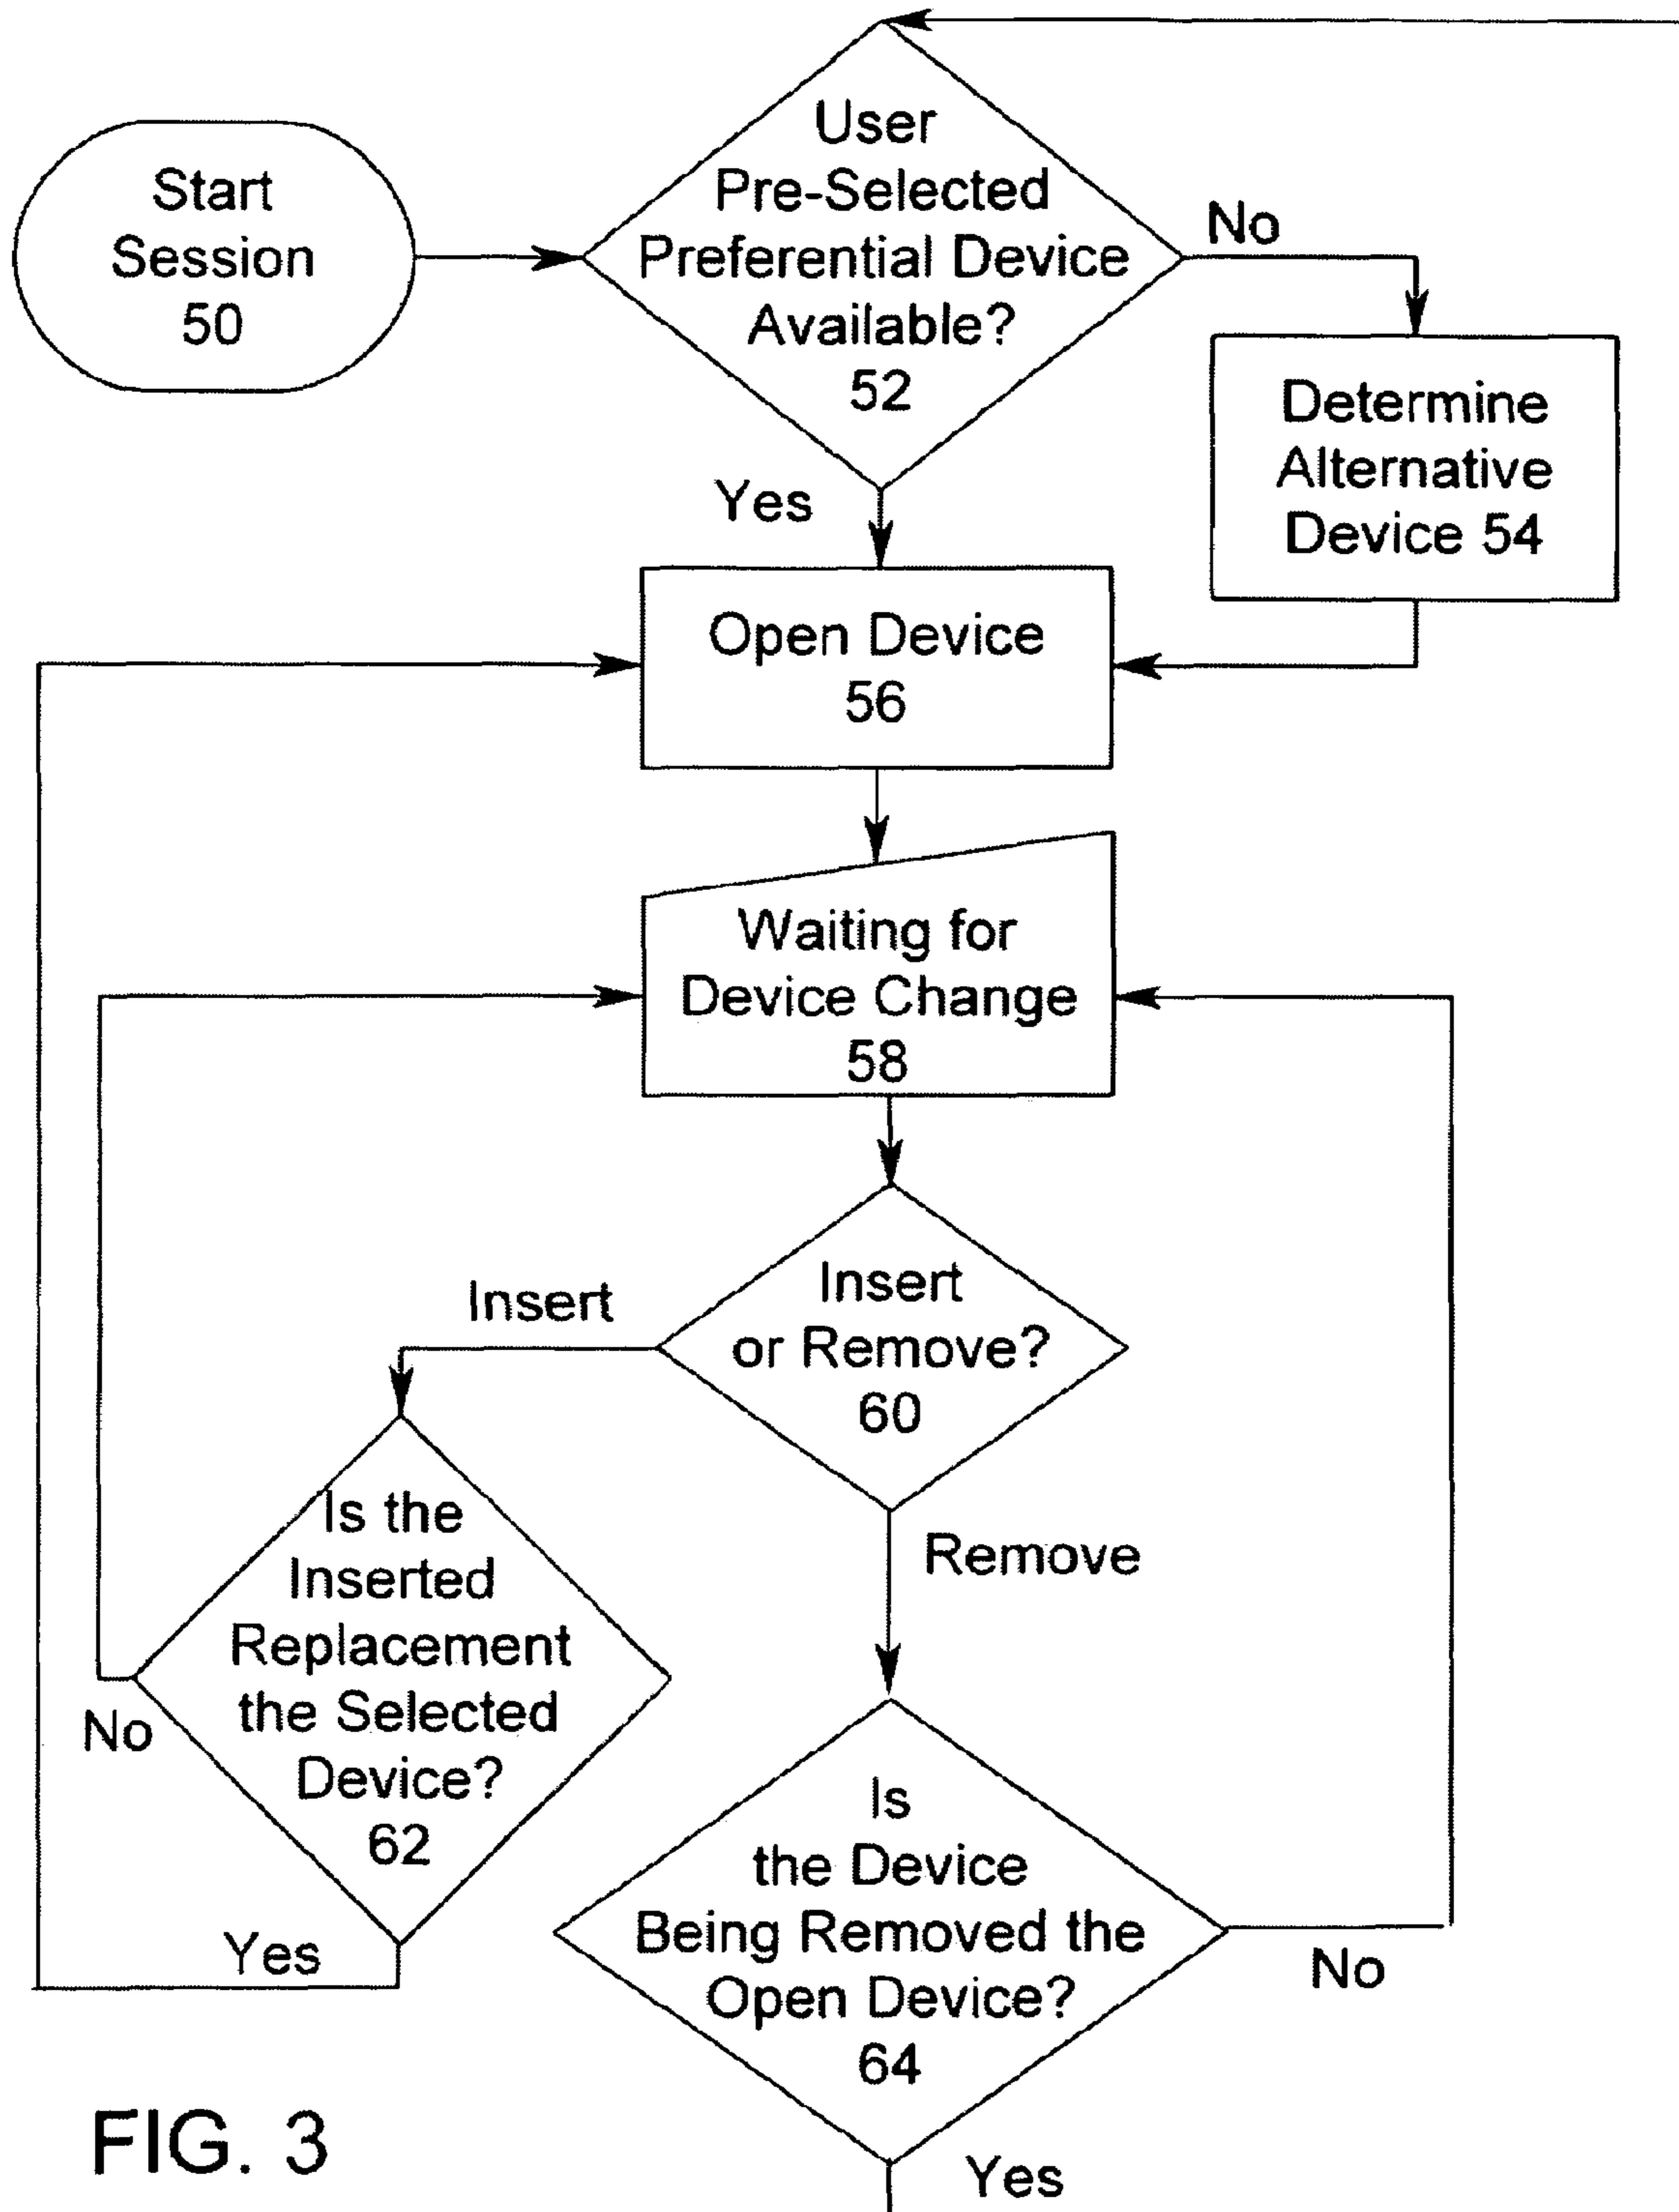 Start
Session
50
User
Pre-Selected
Preferential Device
Available?
52
No
Determine
Alternative
Device 54
Yes
Open Device
56
Waiting for
Device Change
58
Insert
or Remove?
60
Insert
Remove
Is the
Inserted
Replacement
the Selected
Device?
62
No
Yes
Is
the Device
Being Removed the
Open Device?
64
No
Yes
FIG. 3